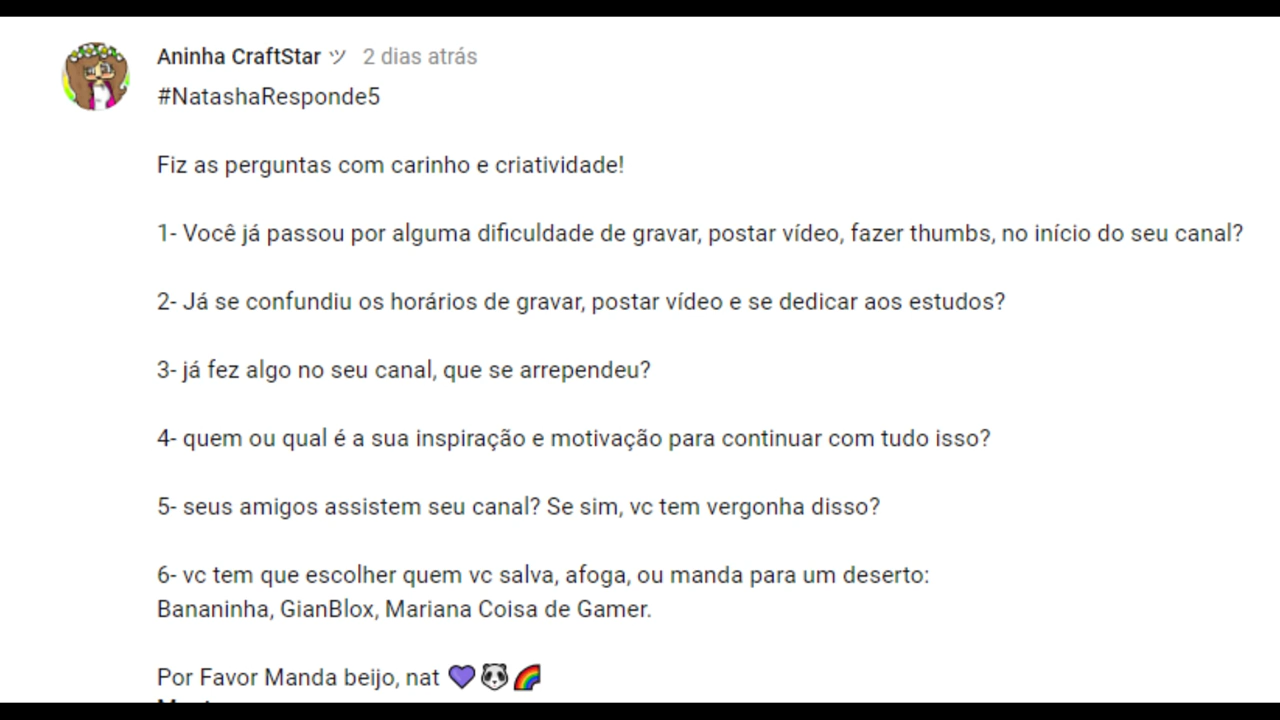 Aninha CraftStar ツ 2 dias atrás
#NatashaResponde5
Fiz as perguntas com carinho e criatividade!
1- Você já passou por alguma dificuldade de gravar, postar vídeo, fazer thumbs, no início do seu canal?
2- Já se confundiu os horários de gravar, postar vídeo e se dedicar aos estudos?
3- já fez algo no seu canal, que se arrependeu?
4- quem ou qual é a sua inspiração e motivação para continuar com tudo isso?
5- seus amigos assistem seu canal? Se sim, vc tem vergonha disso?
6- vc tem que escolher quem vc salva, afoga, ou manda para um deserto:
Bananinha, GianBlox, Mariana Coisa de Gamer.
Por Favor Manda beijo, nat 💜🐼🌈